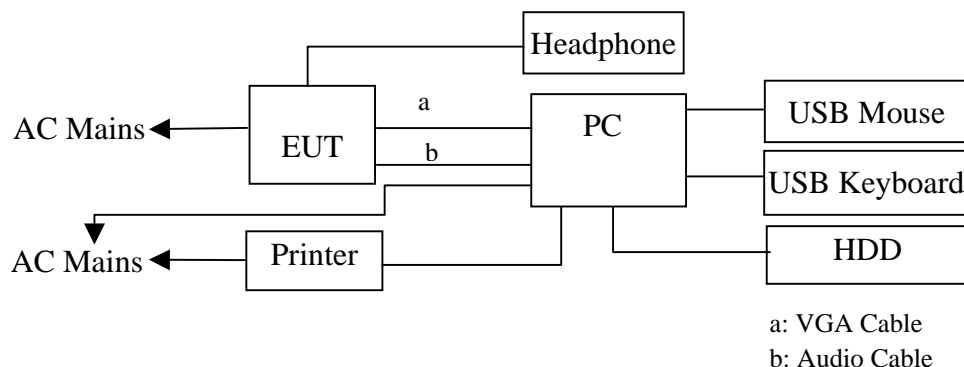 Headphone
AC Mains
EUT
a
b
PC
USB Mouse
USB Keyboard
AC Mains
Printer
HDD
a: VGA Cable
b: Audio Cable